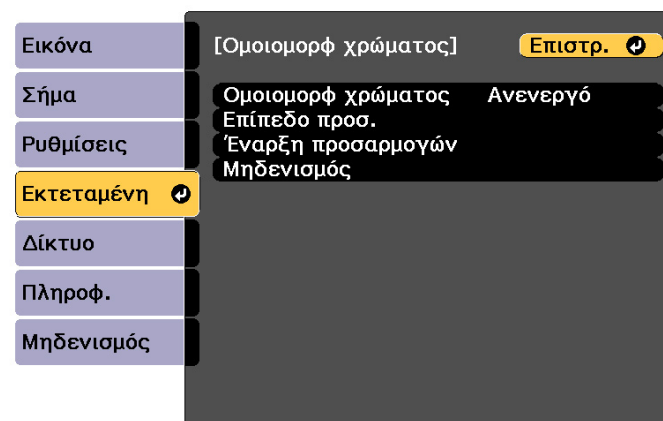 Εικόνα
Σήμα
Ρυθμίσεις
Εκτεταμένη
Δίκτυο
Πληροφ.
Μηδενισμός
[Ομοιομορφ χρώματος] Επιστρ.
Ομοιομορφ χρώματος Ανενεργό
Επίπεδο προσ.
Έναρξη προσαρμογών
Μηδενισμός